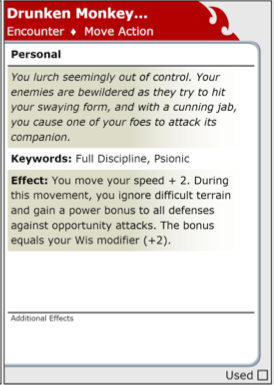 Drunken Monkey...
Encounter ♦ Move Action
Personal
You lurch seemingly out of control. Your
enemies are bewildered as they try to hit
your swaying form, and with a cunning jab,
you cause one of your foes to attack its
companion.
Keywords: Full Discipline, Psionic
Effect: You move your speed + 2. During
this movement, you ignore difficult terrain
and gain a power bonus to all defenses
against opportunity attacks. The bonus
equals your Wis modifier (+2).
Additional Effects
Used ☐